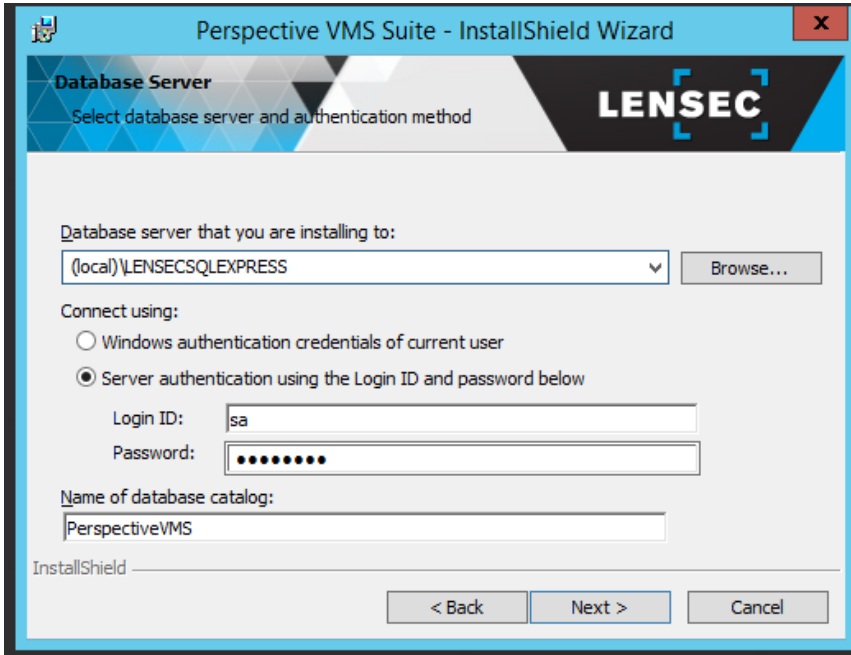 Perspective VMS Suite - InstallShield Wizard
x
Database Server
Select database server and authentication method
LENSEC
Database server that you are installing to:
(local)\LENSECSQLEXPRESS
Browse...
Connect using:
Windows authentication credentials of current user
Server authentication using the Login ID and password below
Login ID: sa
Password: ●●●●●●●●
Name of database catalog:
PerspectiveVMS
InstallShield
< Back Next > Cancel